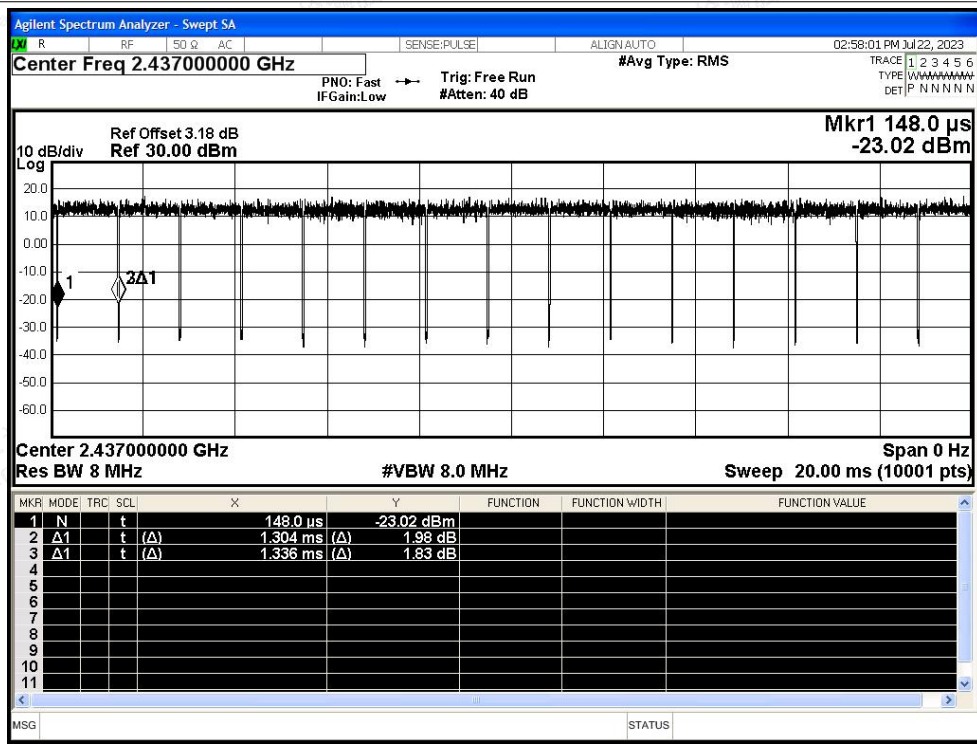 Agilent Spectrum Analyzer - Swept SA
LXI R RF 50 Ω AC SENSE:PULSE ALIGN AUTO 02:58:01 PM Jul 22, 2023
Center Freq 2.437000000 GHz #Avg Type: RMS TRACE 1 2 3 4 5 6
PNO: Fast Trig: Free Run TYPE WWWWWW
IFGain:Low #Atten: 40 dB DET P N N N N N
Mkr1 148.0 µs
Ref Offset 3.18 dB
10 dB/div Ref 30.00 dBm -23.02 dBm
Log
20.0
10.0
0.00
-10.0
1 3Δ1
-20.0
-30.0
-40.0
-50.0
-60.0
Center 2.437000000 GHz Span 0 Hz
Res BW 8 MHz #VBW 8.0 MHz Sweep 20.00 ms (10001 pts)
MKR MODE TRC SCL X Y FUNCTION FUNCTION WIDTH FUNCTION VALUE
1 N t 148.0 µs -23.02 dBm
2 Δ1 t (Δ) 1.304 ms (Δ) 1.98 dB
3 Δ1 t (Δ) 1.336 ms (Δ) 1.83 dB
4
5
6
7
8
9
10
11
MSG STATUS